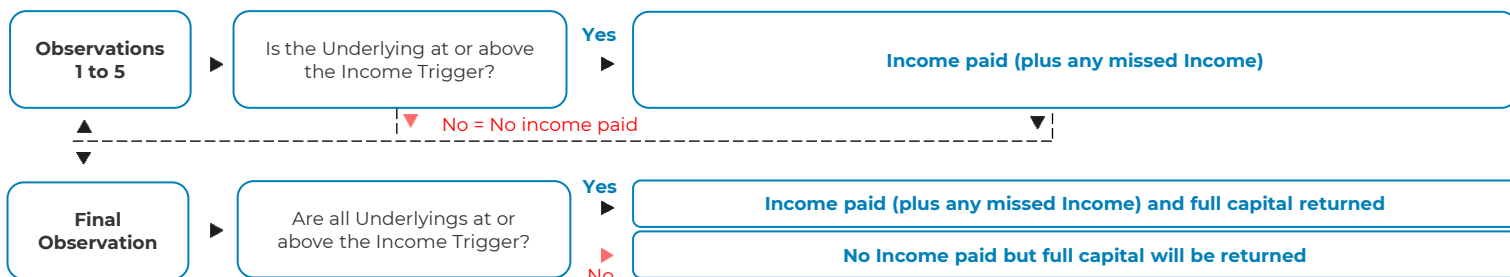 Observations
1 to 5
Is the Underlying at or above
the Income Trigger?
Yes
Income paid (plus any missed Income)
No = No income paid
Final
Observation
Are all Underlyings at or
above the Income Trigger?
Yes
Income paid (plus any missed Income) and full capital returned
No
No Income paid but full capital will be returned